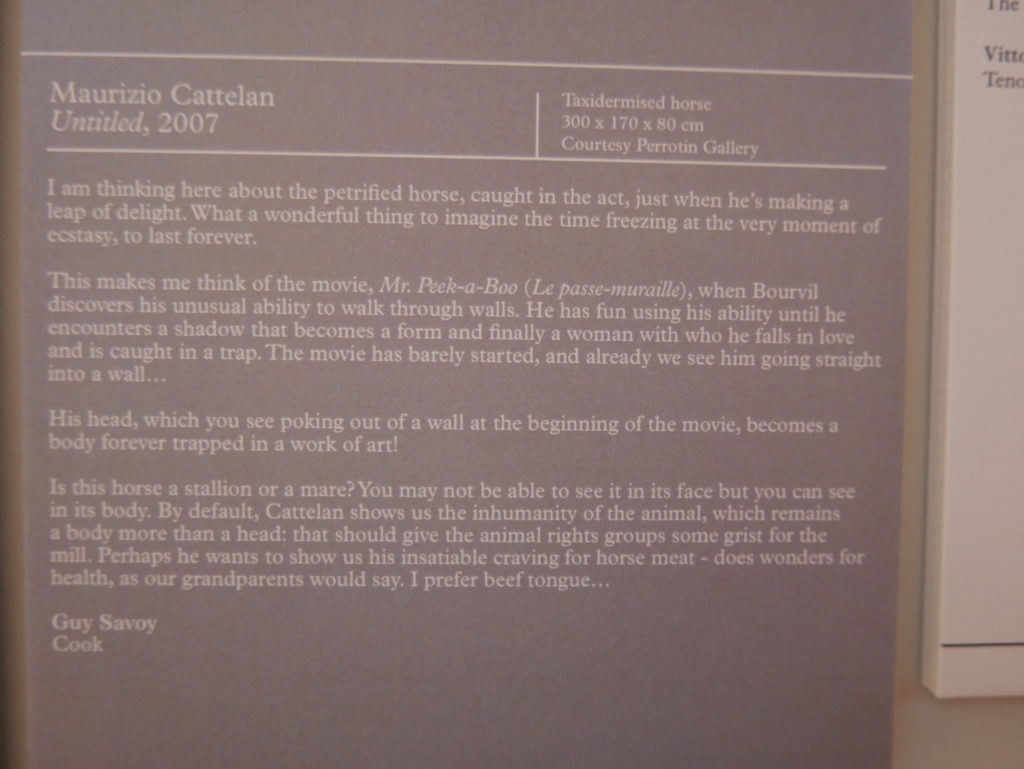 Maurizio Cattelan
Untitled, 2007
Taxidermised horse
300 x 170 x 80 cm
Courtesy Perrotin Gallery
I am thinking here about the petrified horse, caught in the act, just when he's making a
leap of delight. What a wonderful thing to imagine the time freezing at the very moment of
ecstasy, to last forever.
This makes me think of the movie, Mr. Peek-a-Boo (Le passe-muraille), when Bourvil
discovers his unusual ability to walk through walls. He has fun using his ability until he
encounters a shadow that becomes a form and finally a woman with who he falls in love
and is caught in a trap. The movie has barely started, and already we see him going straight
into a wall...
His head, which you see poking out of a wall at the beginning of the movie, becomes a
body forever trapped in a work of art!
Is this horse a stallion or a mare? You may not be able to see it in its face but you can see
in its body. By default, Cattelan shows us the inhumanity of the animal, which remains
a body more than a head: that should give the animal rights groups some grist for the
mill. Perhaps he wants to show us his insatiable craving for horse meat - does wonders for
health, as our grandparents would say. I prefer beef tongue...
Guy Savoy
Cook
The